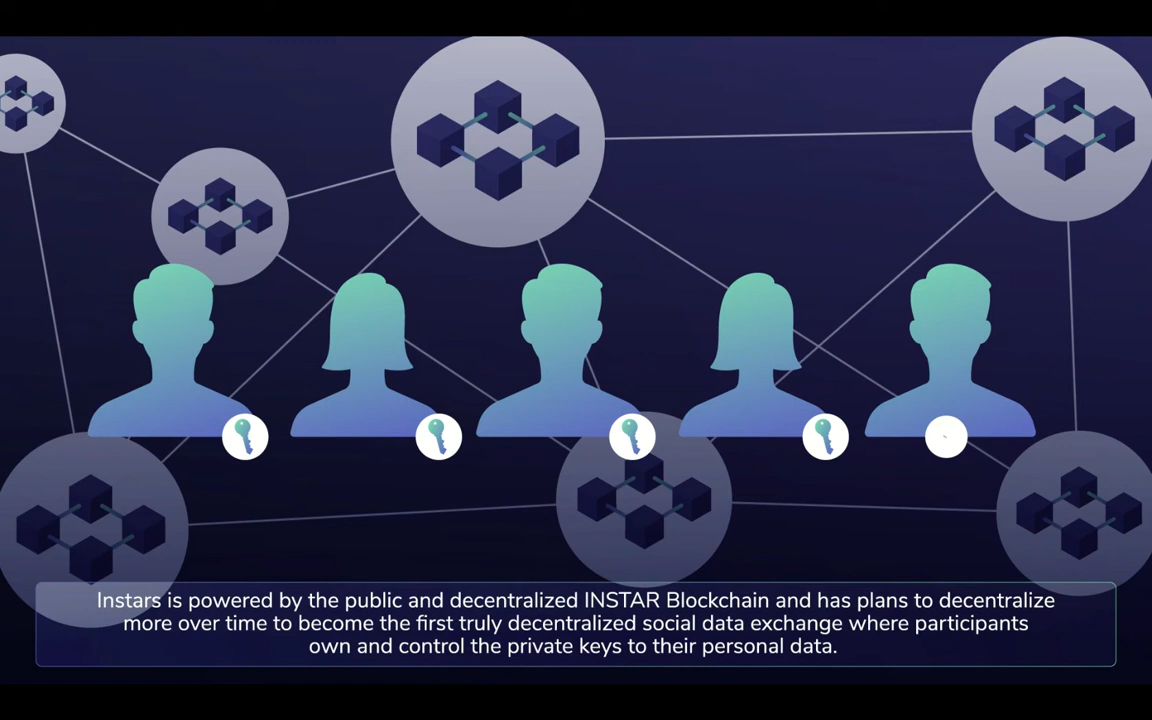 Instars is powered by the public and decentralized INSTAR Blockchain and has plans to decentralize
more over time to become the first truly decentralized social data exchange where participants
own and control the private keys to their personal data.